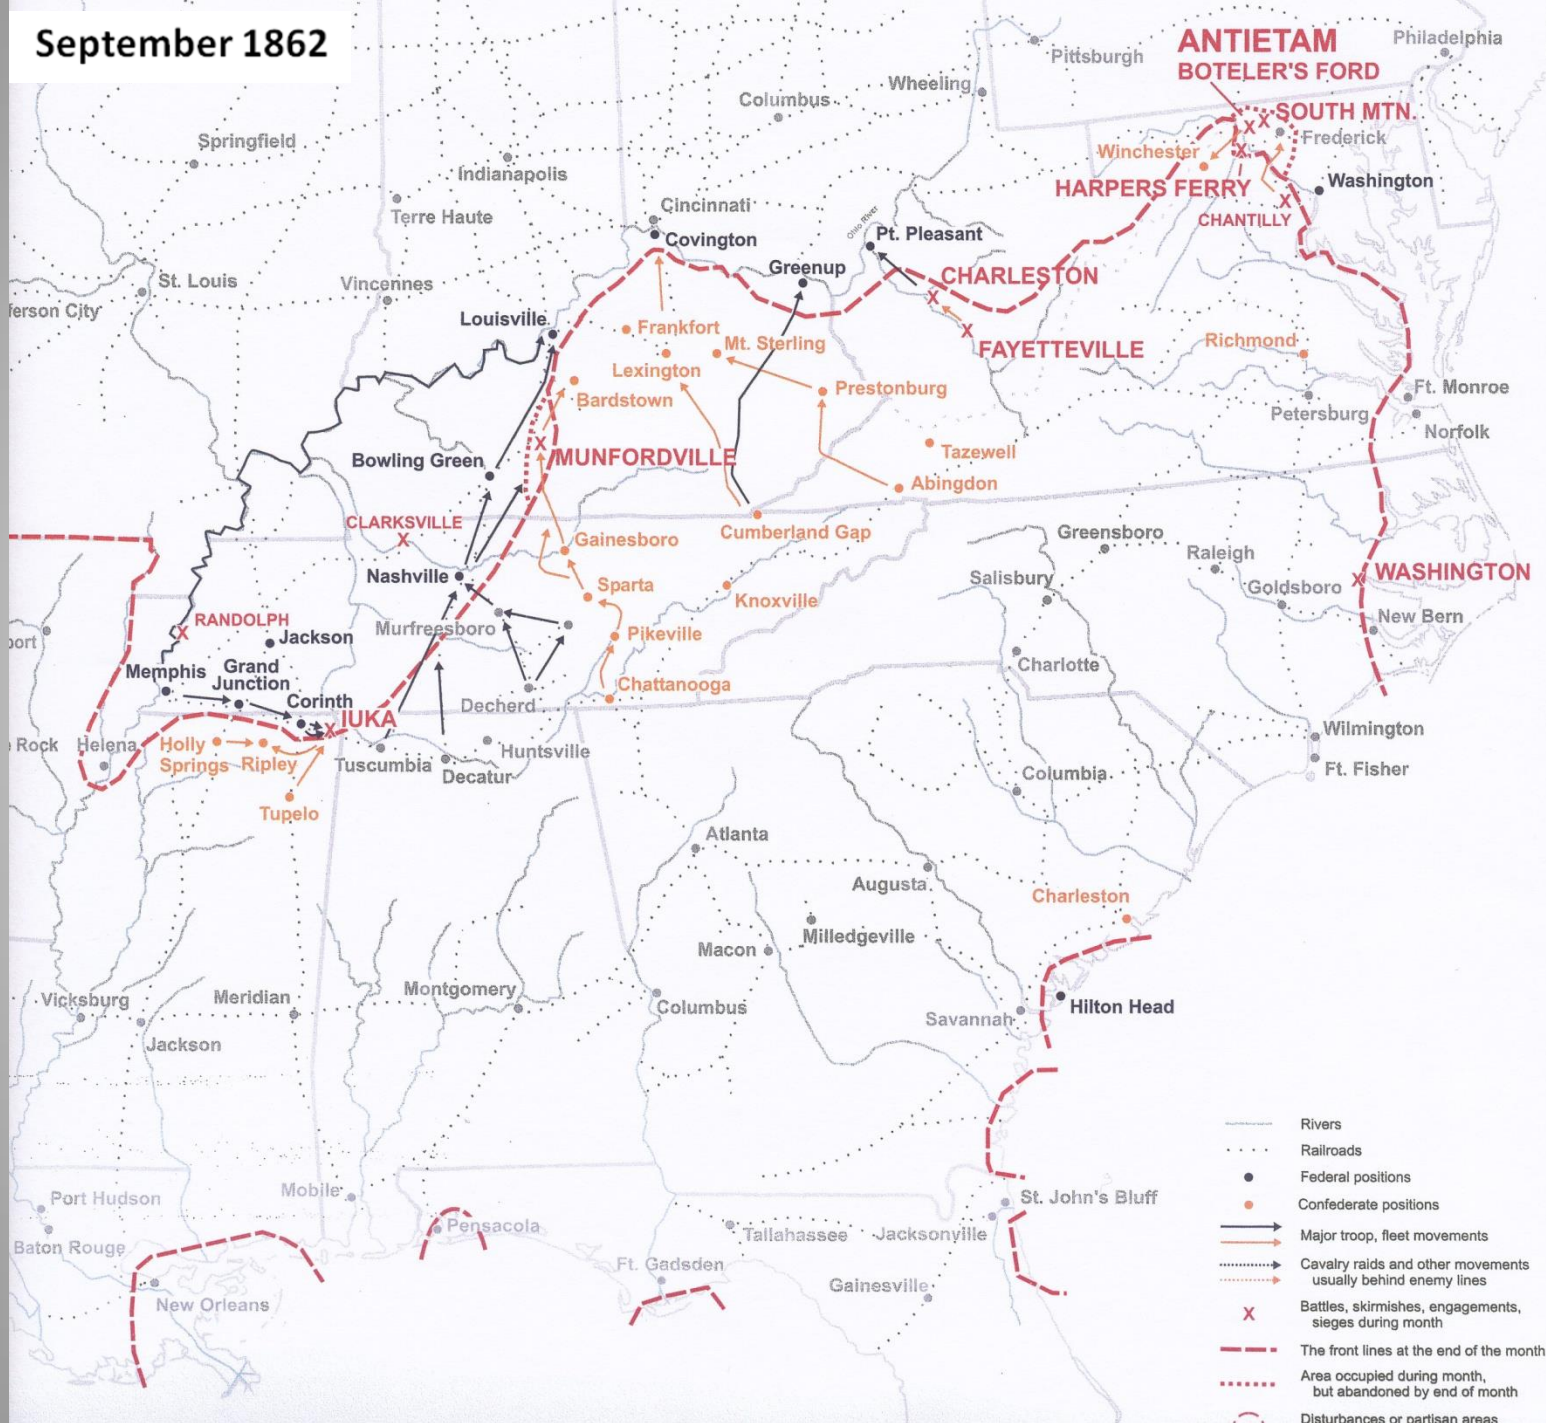 September 1862
ANTIETAM
BOTELER'S FORD
Philadelphia
Pittsburgh
Wheeling
Columbus
SOUTH MTN.
Frederick
Springfield
Winchester
Indianapolis
HARPERS FERRY
Washington
Terre Haute
Cincinnati
CHANTILLY
Ohio River
Covington
Pt. Pleasant
Greenup
CHARLESTON
St. Louis
Vincennes
ferson City
Louisville
Frankfort
Mt. Sterling
FAYETTEVILLE
Richmond
Lexington
Bardstown
Prestonburg
Ft. Monroe
Petersburg
Norfolk
Bowling Green
MUNFORDVILLE
Tazewell
Abingdon
CLARKSVILLE
Gainesboro
Cumberland Gap
Greensboro
Raleigh
Nashville
Sparta
Knoxville
Salisbury
Goldsboro
WASHINGTON
RANDOLPH
Jackson
Murfreesboro
Pikeville
New Bern
port
Memphis
Grand
Junction
Corinth
Decherd
Chattanooga
Charlotte
IUKA
Rock
Helena
Holly
Springs
Ripley
Tuscumbia
Huntsville
Decatur
Wilmington
Ft. Fisher
Columbia
Tupelo
Atlanta
Augusta
Charleston
Milledgeville
Macon
Vicksburg
Meridian
Montgomery
Columbus
Hilton Head
Savannah
Jackson
Port Hudson
Mobile
St. John's Bluff
Baton Rouge
Pensacola
Tallahassee
Jacksonville
Ft. Gadsden
Gainesville
New Orleans
Rivers
Railroads
Federal positions
Confederate positions
Major troop, fleet movements
Cavalry raids and other movements
usually behind enemy lines
X Battles, skirmishes, engagements,
sieges during month
The front lines at the end of the month
Area occupied during month,
but abandoned by end of month
Disturbances or partisan areas